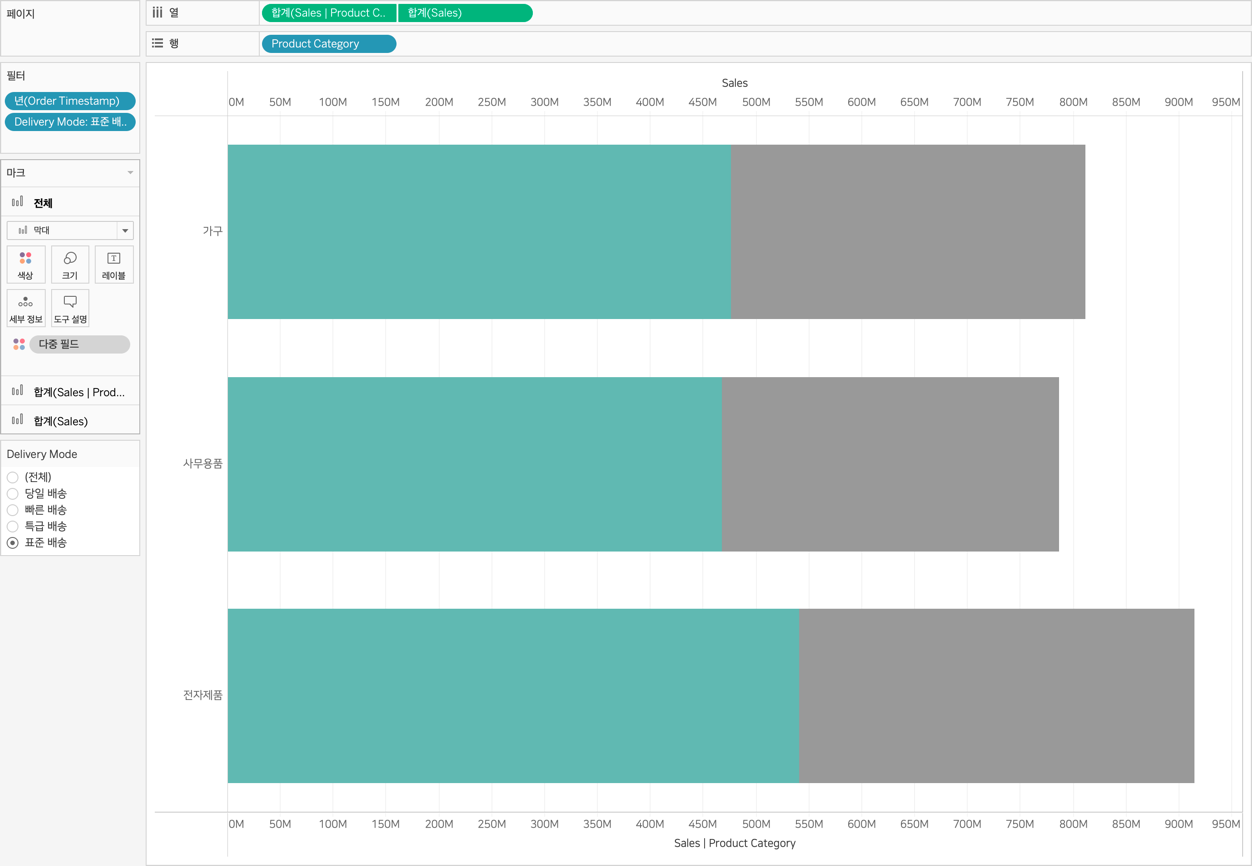 페이지
열
합계(Sales | Product C..
합계(Sales)
행
Product Category
필터
년(Order Timestamp)
Delivery Mode: 표준 배..
마크
전체
막대
색상
크기
레이블
세부 정보
도구 설명
다중 필드
합계(Sales | Prod...
합계(Sales)
Delivery Mode
(전체)
당일 배송
빠른 배송
특급 배송
표준 배송
Sales
0M 50M 100M 150M 200M 250M 300M 350M 400M 450M 500M 550M 600M 650M 700M 750M 800M 850M 900M 950M
가구
사무용품
전자제품
0M 50M 100M 150M 200M 250M 300M 350M 400M 450M 500M 550M 600M 650M 700M 750M 800M 850M 900M 950M
Sales | Product Category